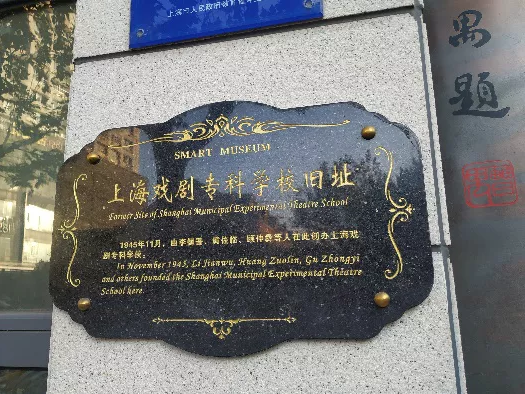 SMART MUSEUM
上海戏剧专科学校旧址
Former Site of Shanghai Municipal Experimental Theatre School
1945年11月，由李健吾、黄佐临、顾仲彝等人在此创办上海戏
剧专科学校。
In November 1945, Li Jianwu, Huang Zuolin, Gu Zhongyi
and others founded the Shanghai Municipal Experimental Theatre
School here.
禺题